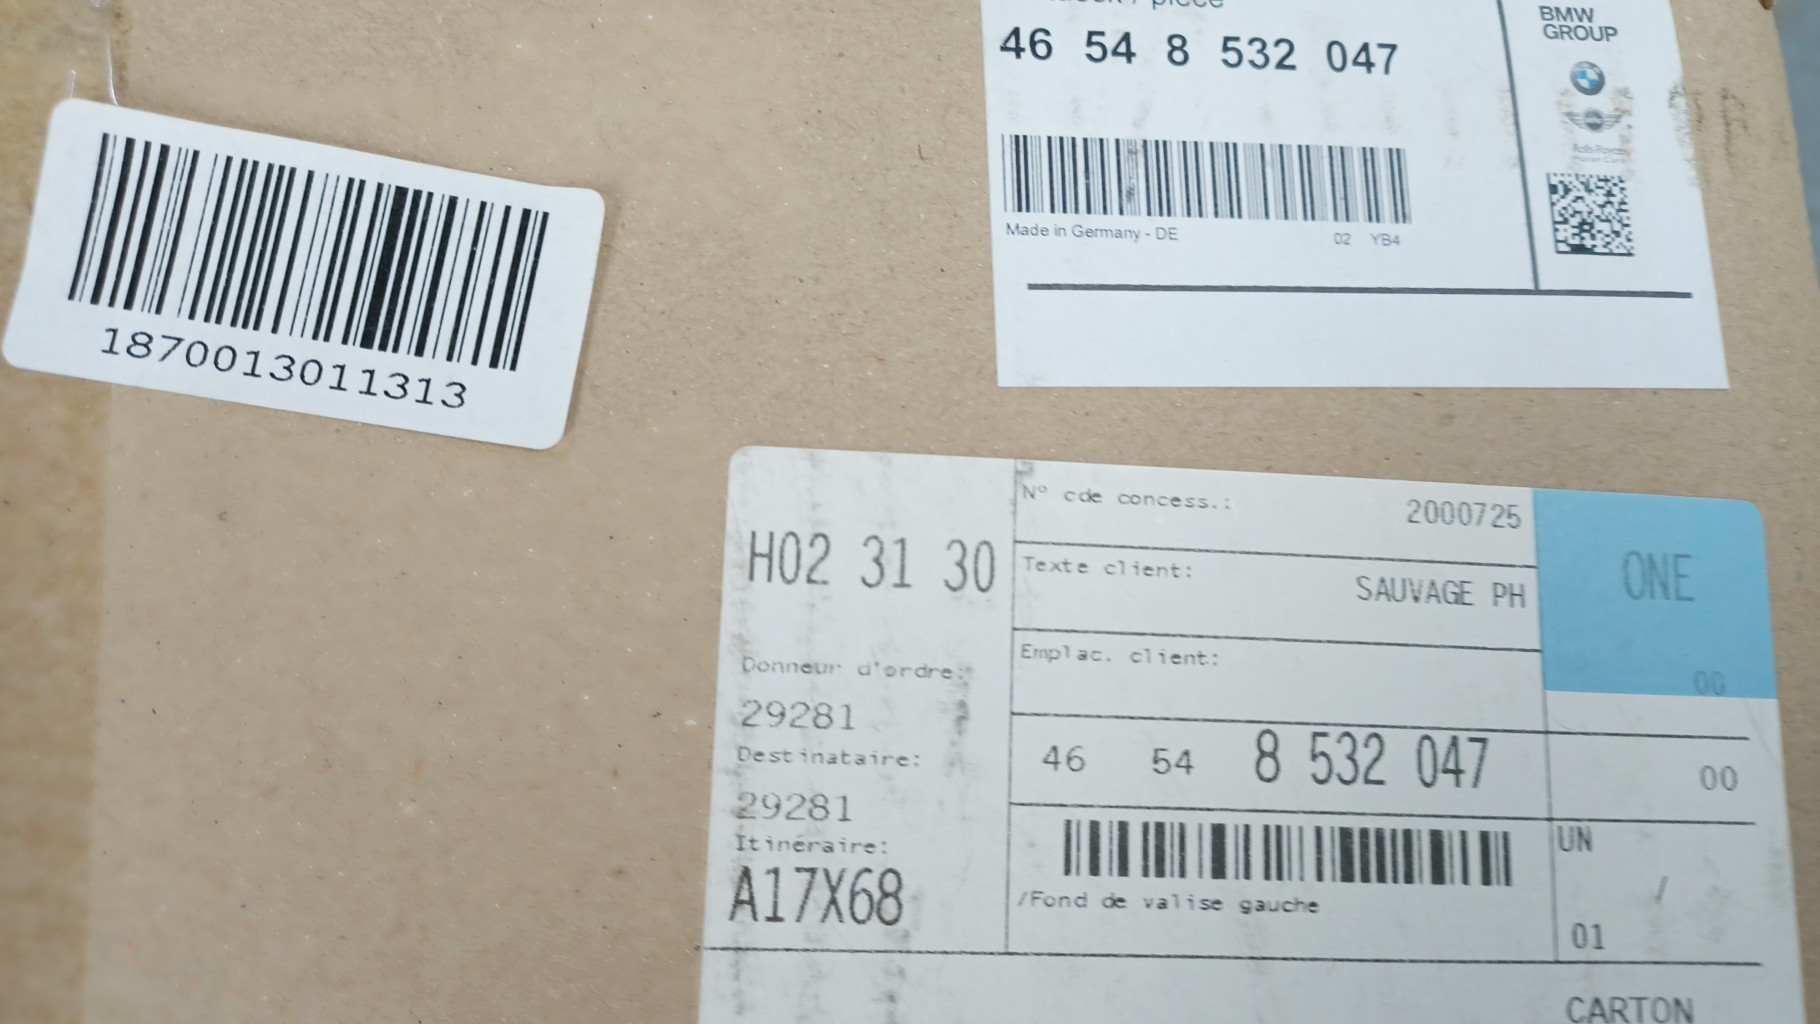 46 54 8 532 047
BMW
GROUP
Made in Germany - DE
02 YB4
1870013011313
H02 31 30
N° cde concess.:
2000725
Texte client:
SAUVAGE PH
ONE
00
Emplac. client:
Donneur d'ordre:
29281
Destinataire:
29281
Itinéraire:
A17X68
46 54 8 532 047
00
/Fond de valise gauche
UN
/
01
CARTON